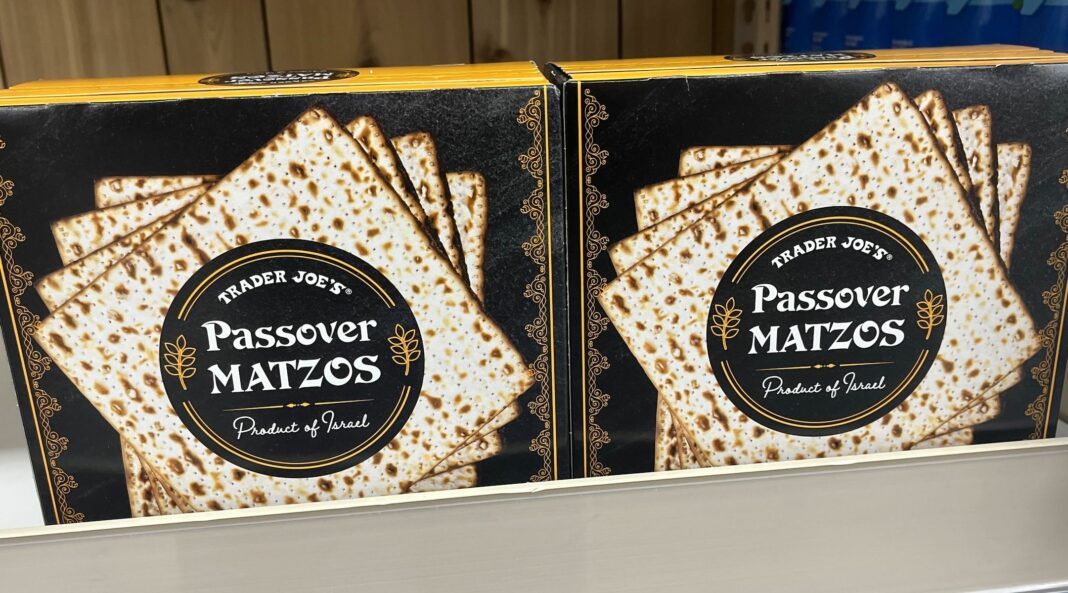 TRADER JOE'S®
Passover
MATZOS
Product of Israel
TRADER JOE'S®
Passover
MATZOS
Product of Israel